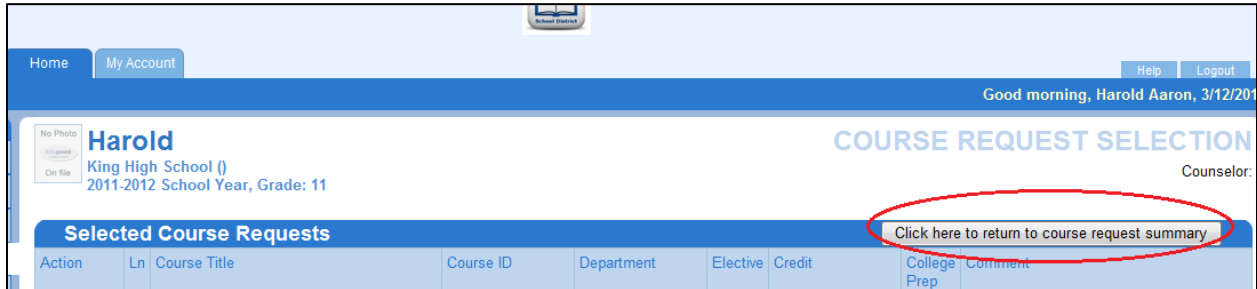 School District
Home My Account
Help Logout
Good morning, Harold Aaron, 3/12/201
No Photo
On file
Harold
King High School ()
2011-2012 School Year, Grade: 11
COURSE REQUEST SELECTION
Counselor:
Selected Course Requests
Click here to return to course request summary
Action Ln Course Title Course ID Department Elective Credit College Prep Comment